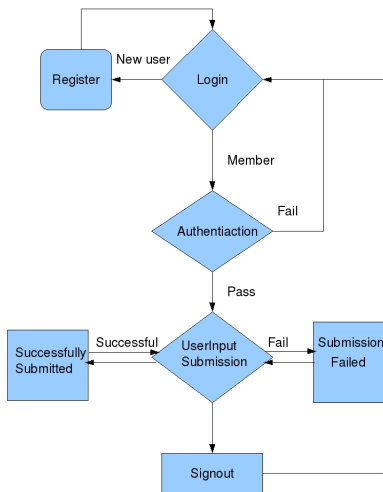 New user
Register
Login
Member
Authentiaction
Fail
Pass
Successfully
Submitted
Successful
UserInput
Submission
Fail
Submission
Failed
Signout